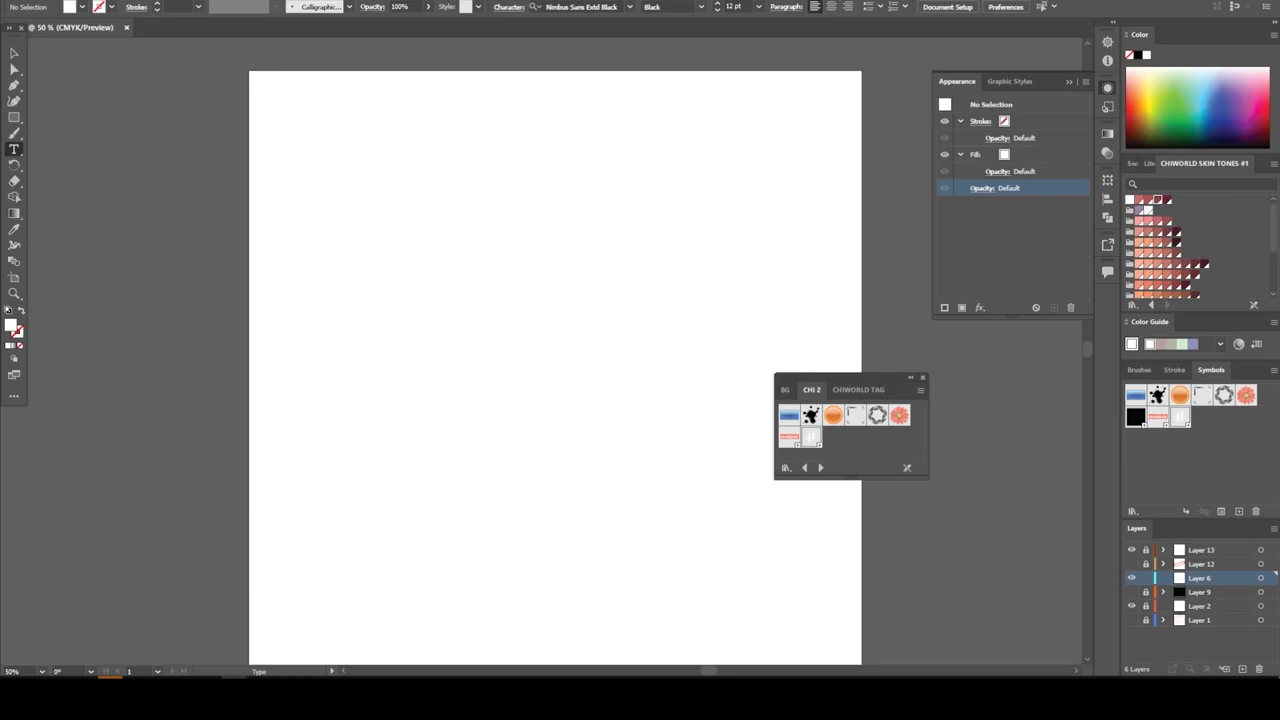 No Selection Stroke: Calligraphic... Opacity: 100% Style: Character: Nimbus Sans Extd Black Black 12 pt Paragraph: Document Setup Preferences
@ 50 % (CMYK/Preview)
Color
Appearance Graphic Styles
No Selection
Stroke:
Opacity: Default
Fill:
Opacity: Default
Opacity: Default
CHIWORLD SKIN TONES #1
Color Guide
Brushes Stroke Symbols
BG CHI 2 CHIWORLD TAG
Layers
Layer 13
Layer 12
Layer 6
Layer 9
Layer 2
Layer 1
6 Layers
50% 0° 1 Type